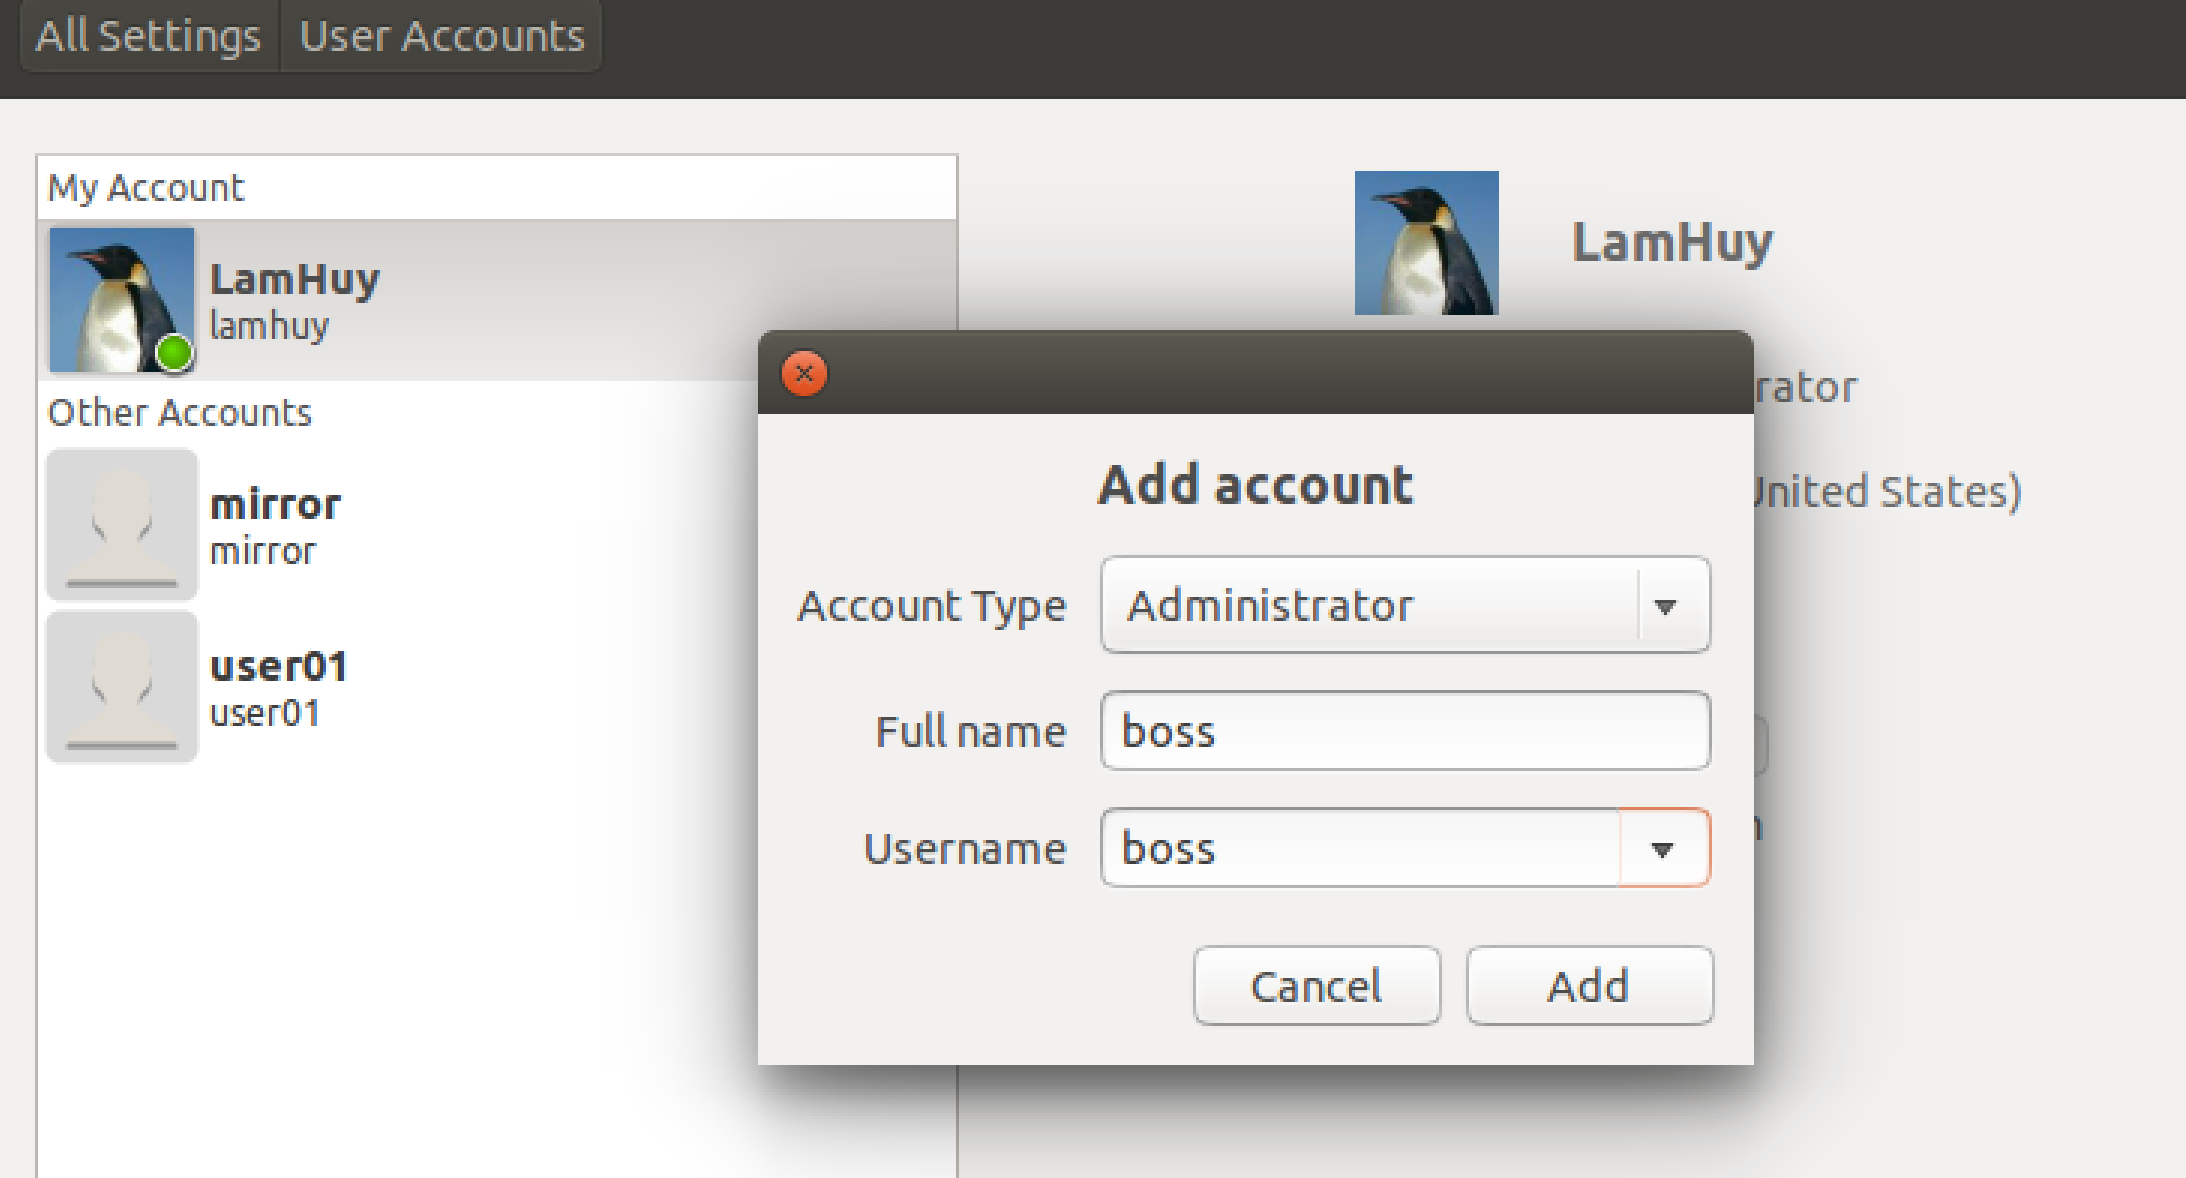 All Settings User Accounts
My Account
LamHuy
lamhuy
Other Accounts
mirror
mirror
user01
user01
LamHuy
rator
United States)
Add account
Account Type Administrator
Full name boss
Username boss
Cancel Add